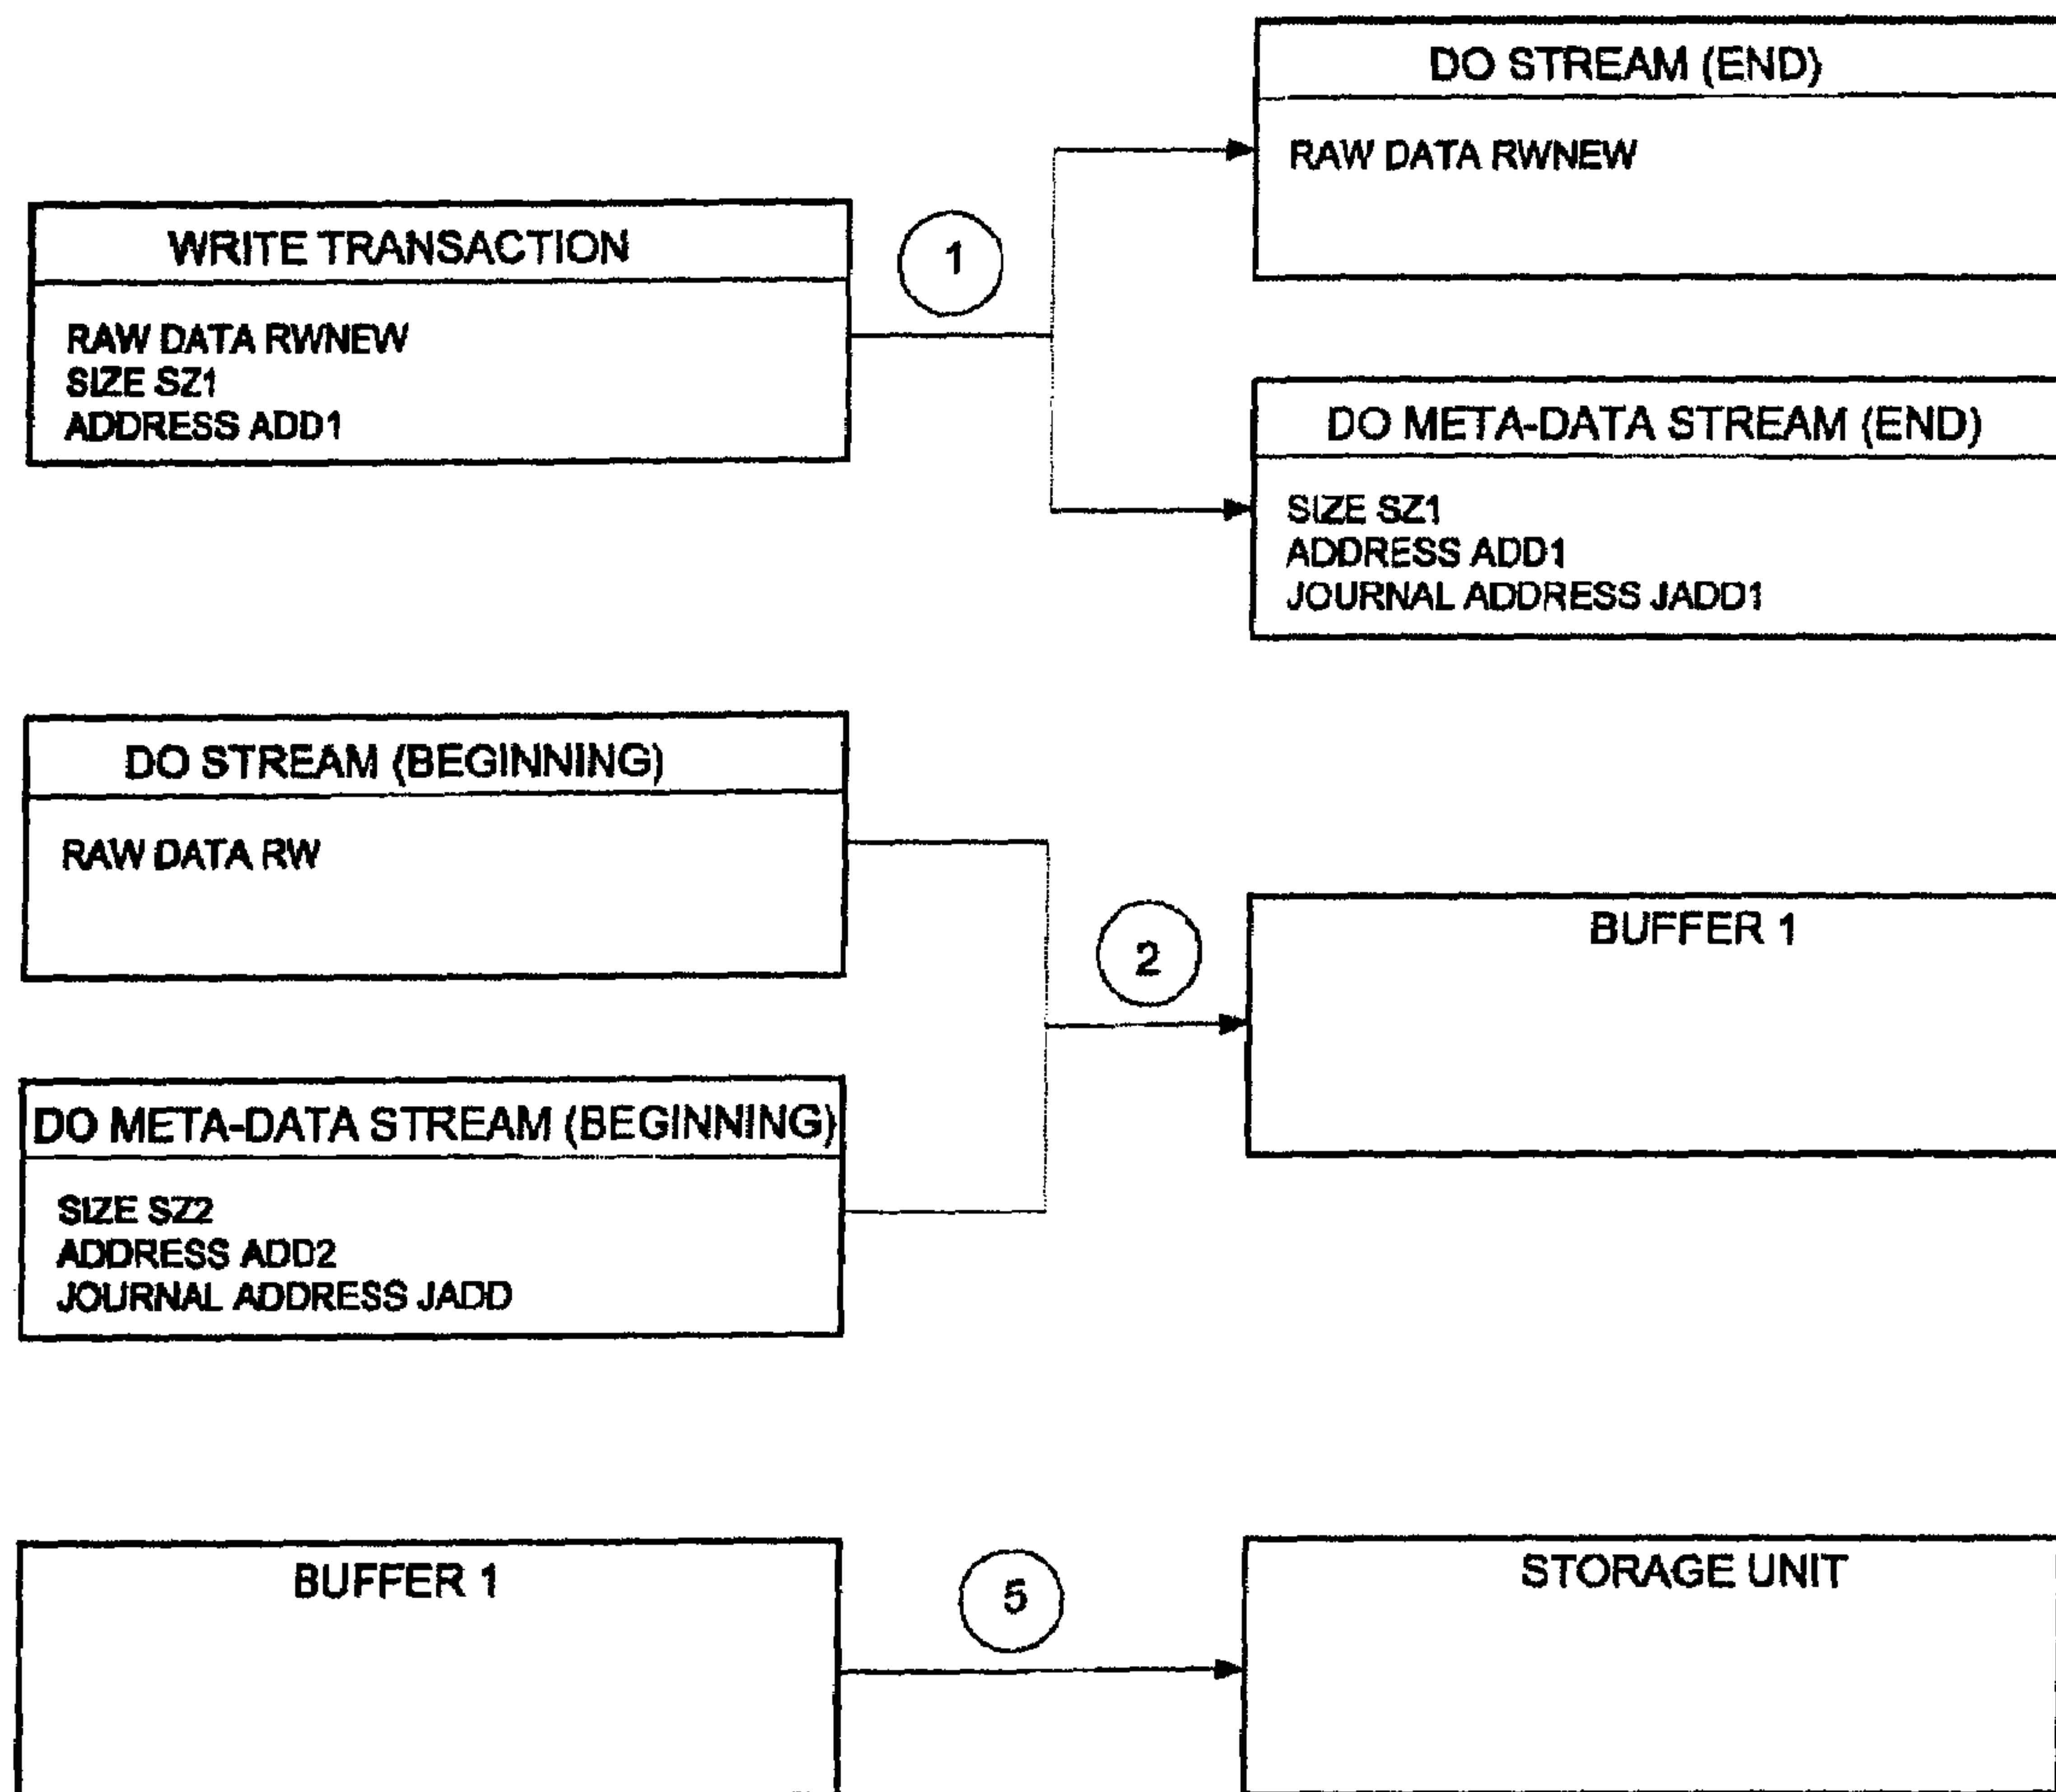 DO STREAM (END)
RAW DATA RWNEW
WRITE TRANSACTION
RAW DATA RWNEW
SIZE SZ1
ADDRESS ADD1
1
DO META-DATA STREAM (END)
SIZE SZ1
ADDRESS ADD1
JOURNAL ADDRESS JADD1
DO STREAM (BEGINNING)
RAW DATA RW
2
BUFFER 1
DO META-DATA STREAM (BEGINNING)
SIZE SZ2
ADDRESS ADD2
JOURNAL ADDRESS JADD
BUFFER 1
5
STORAGE UNIT